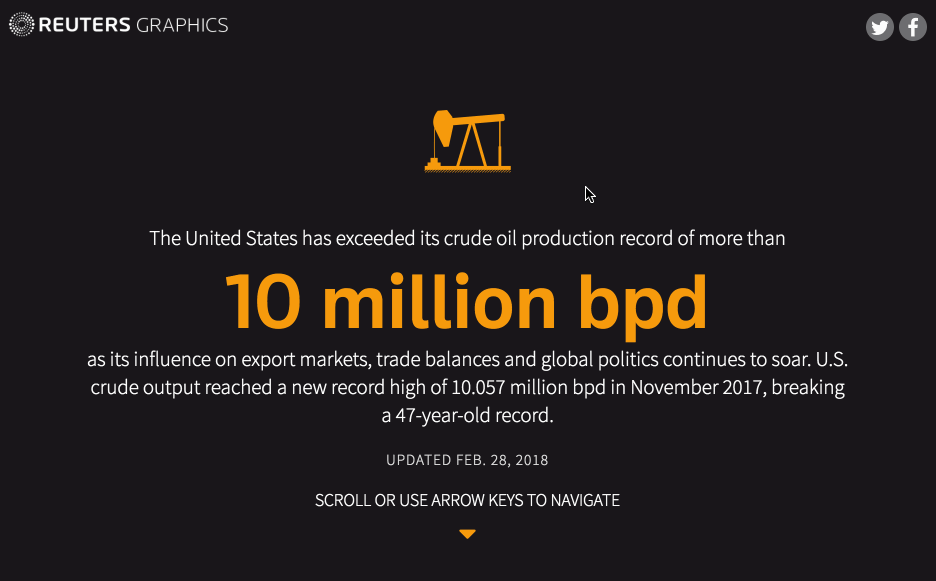 REUTERS GRAPHICS
The United States has exceeded its crude oil production record of more than
10 million bpd
as its influence on export markets, trade balances and global politics continues to soar. U.S.
crude output reached a new record high of 10.057 million bpd in November 2017, breaking
a 47-year-old record.
UPDATED FEB. 28, 2018
SCROLL OR USE ARROW KEYS TO NAVIGATE